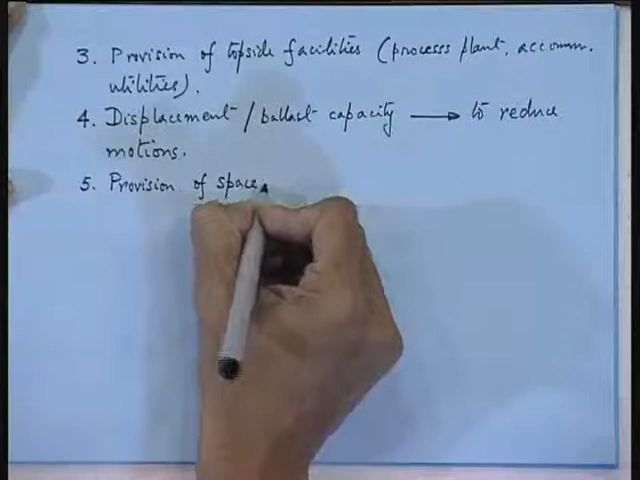 3. Provision of topside facilities (process plant, accomm.
utilities).
4. Displacement / ballast capacity → to reduce
motions.
5. Provision of space